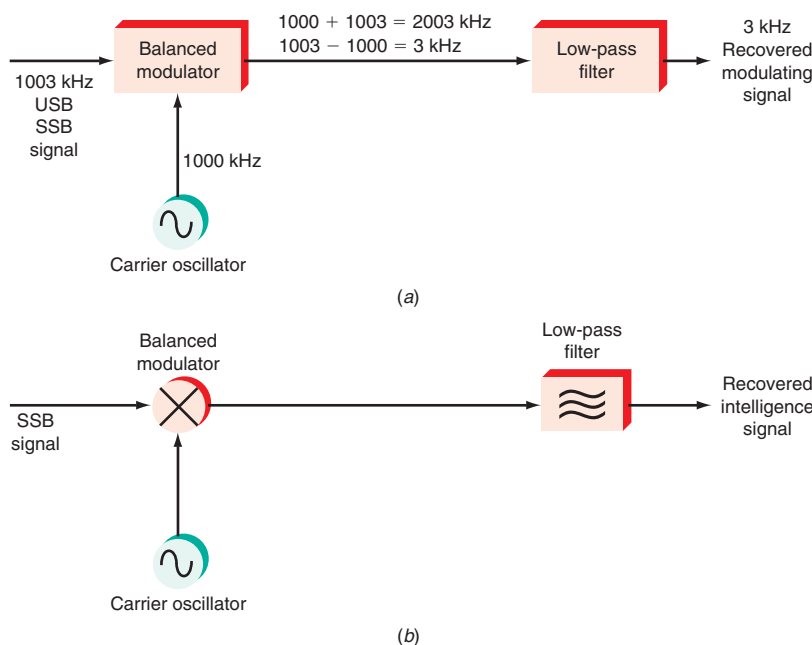 1000 + 1003 = 2003 kHz
1003 − 1000 = 3 kHz
Balanced
modulator
Low-pass
filter
3 kHz
Recovered
modulating
signal
1003 kHz
USB
SSB
signal
1000 kHz
Carrier oscillator
(a)
Balanced
modulator
Low-pass
filter
SSB
signal
Recovered
intelligence
signal
Carrier oscillator
(b)